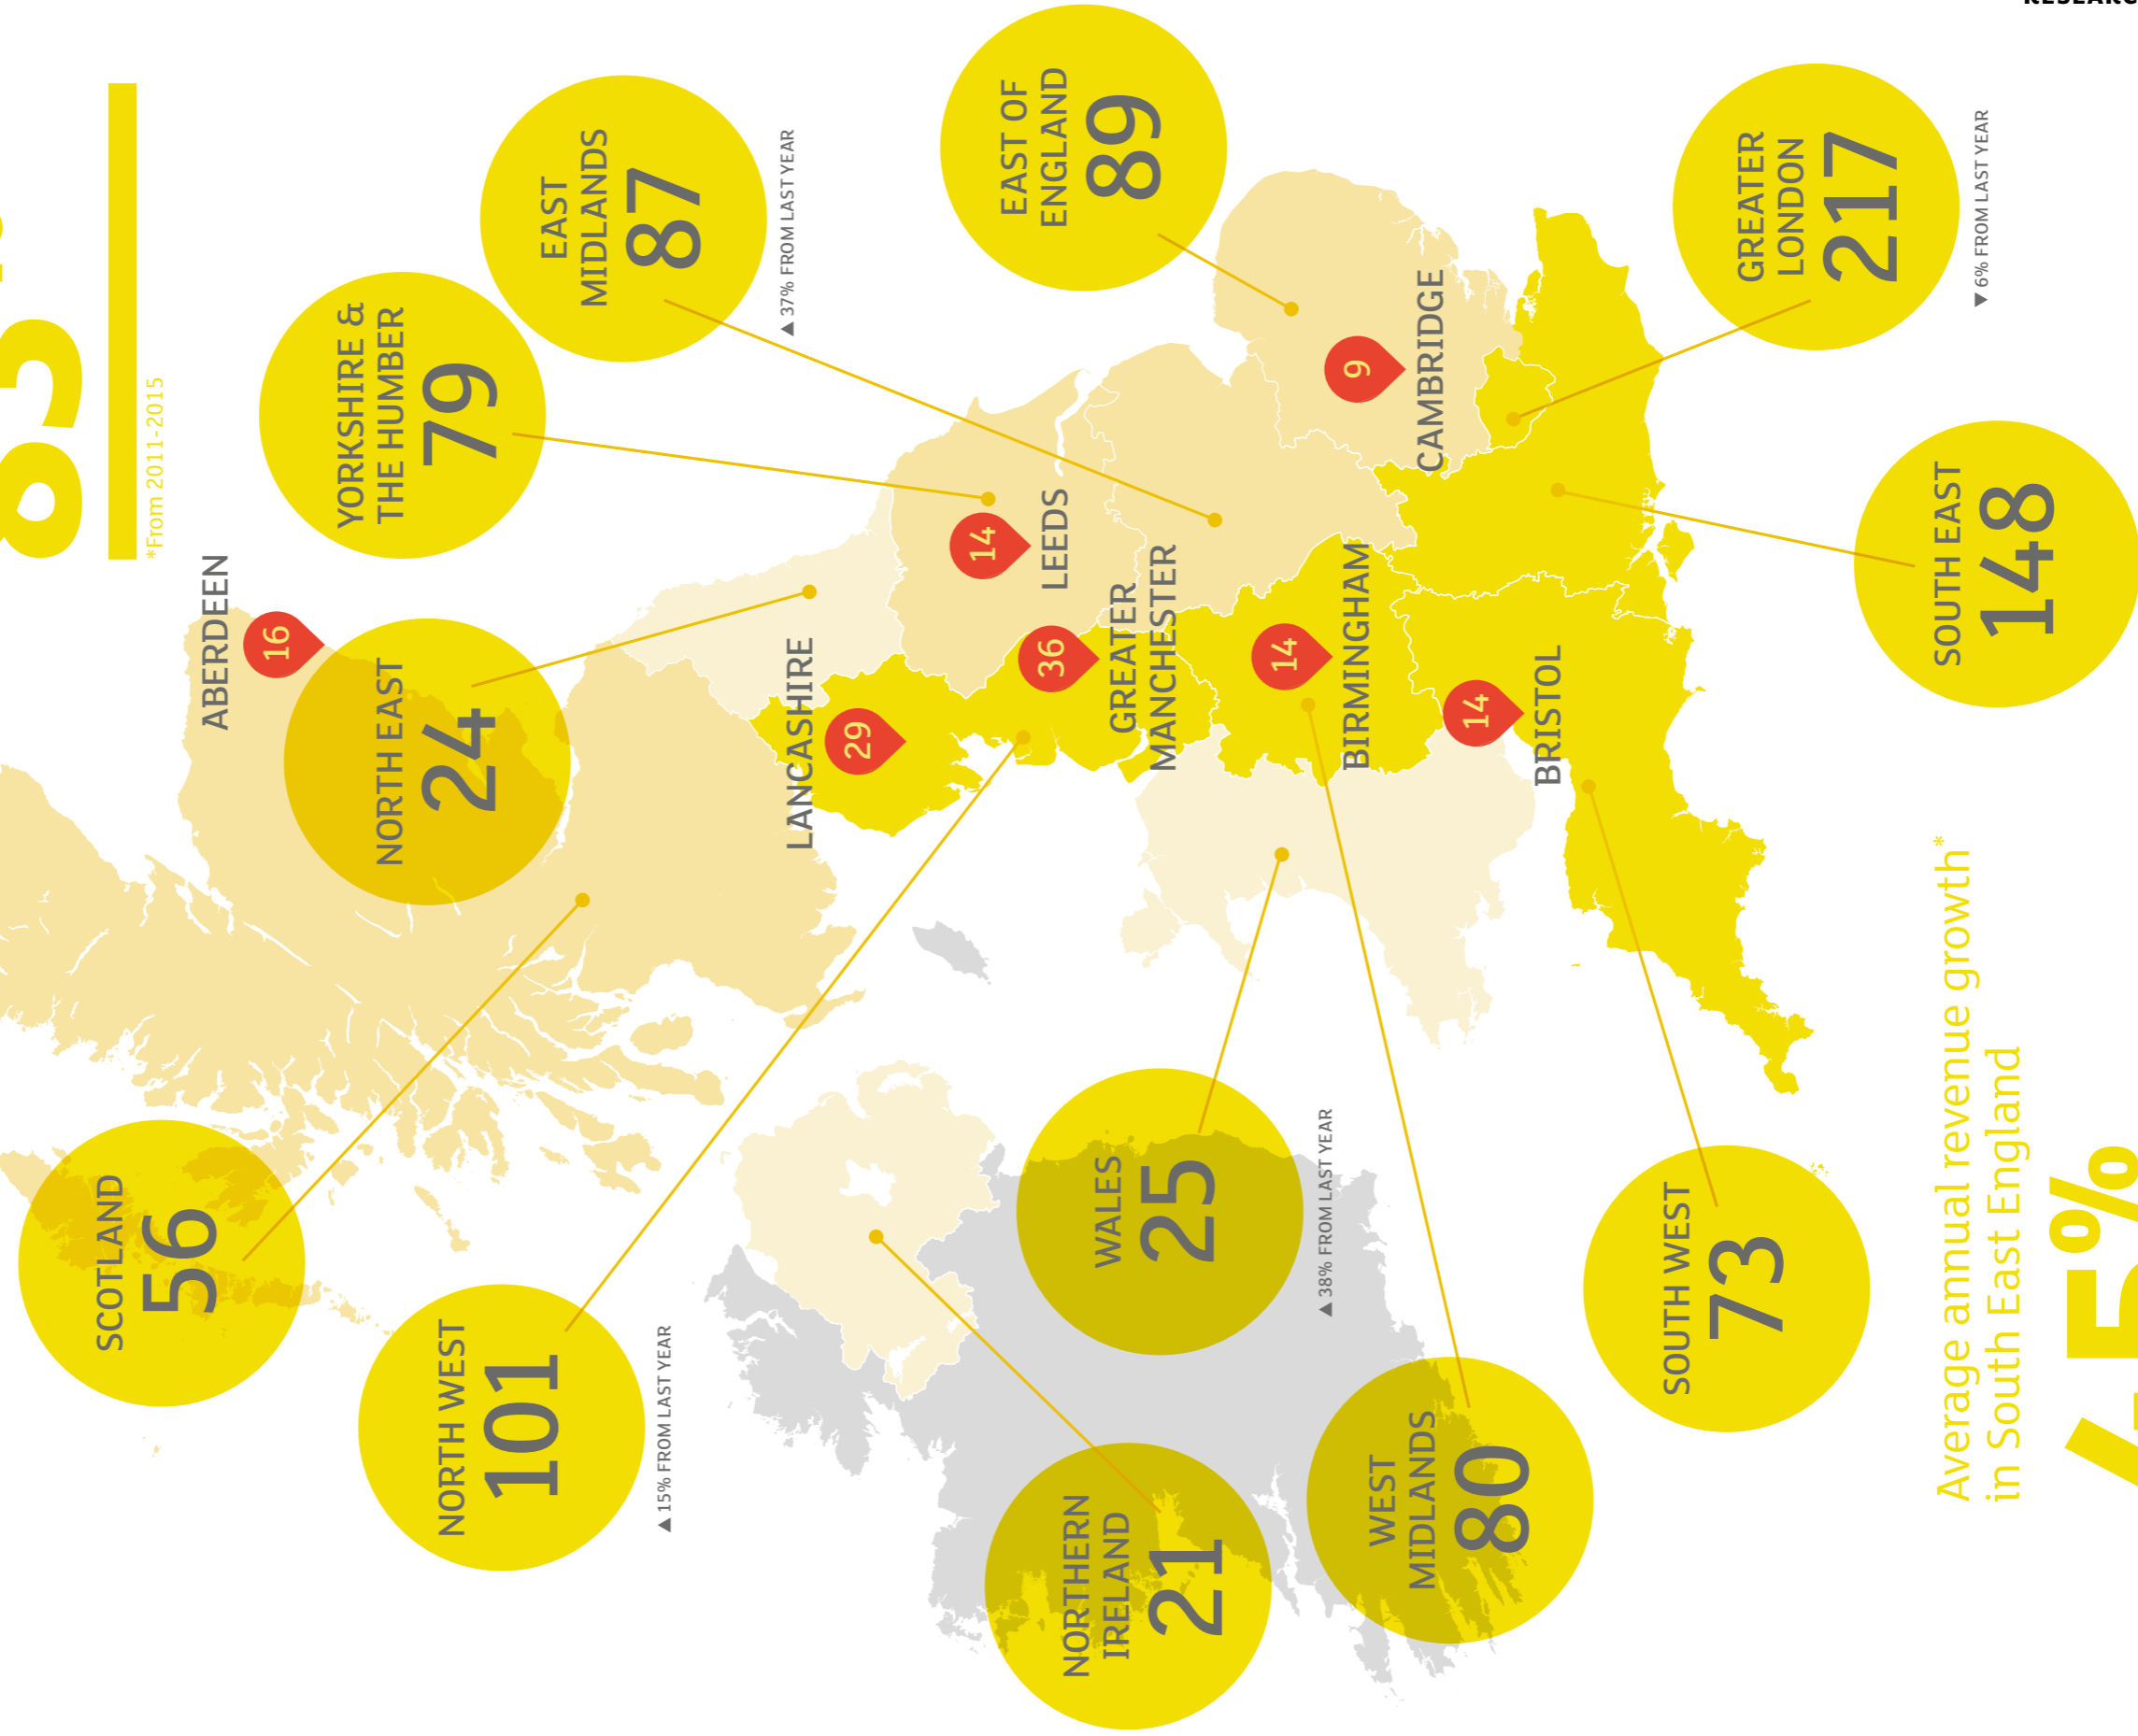 *From 2011-2015
ABERDEEN
16
SCOTLAND
56
NORTH EAST
24
YORKSHIRE &
THE HUMBER
79
EAST
MIDLANDS
87
▲ 37% FROM LAST YEAR
NORTH WEST
101
▲ 15% FROM LAST YEAR
LANCASHIRE
29
14
LEEDS
36
GREATER
MANCHESTER
EAST OF
ENGLAND
89
NORTHERN
IRELAND
21
WALES
25
▲ 38% FROM LAST YEAR
14
BIRMINGHAM
9
CAMBRIDGE
WEST
MIDLANDS
80
14
BRISTOL
SOUTH WEST
73
GREATER
LONDON
217
▼ 6% FROM LAST YEAR
SOUTH EAST
148
Average annual revenue growth*
in South East England